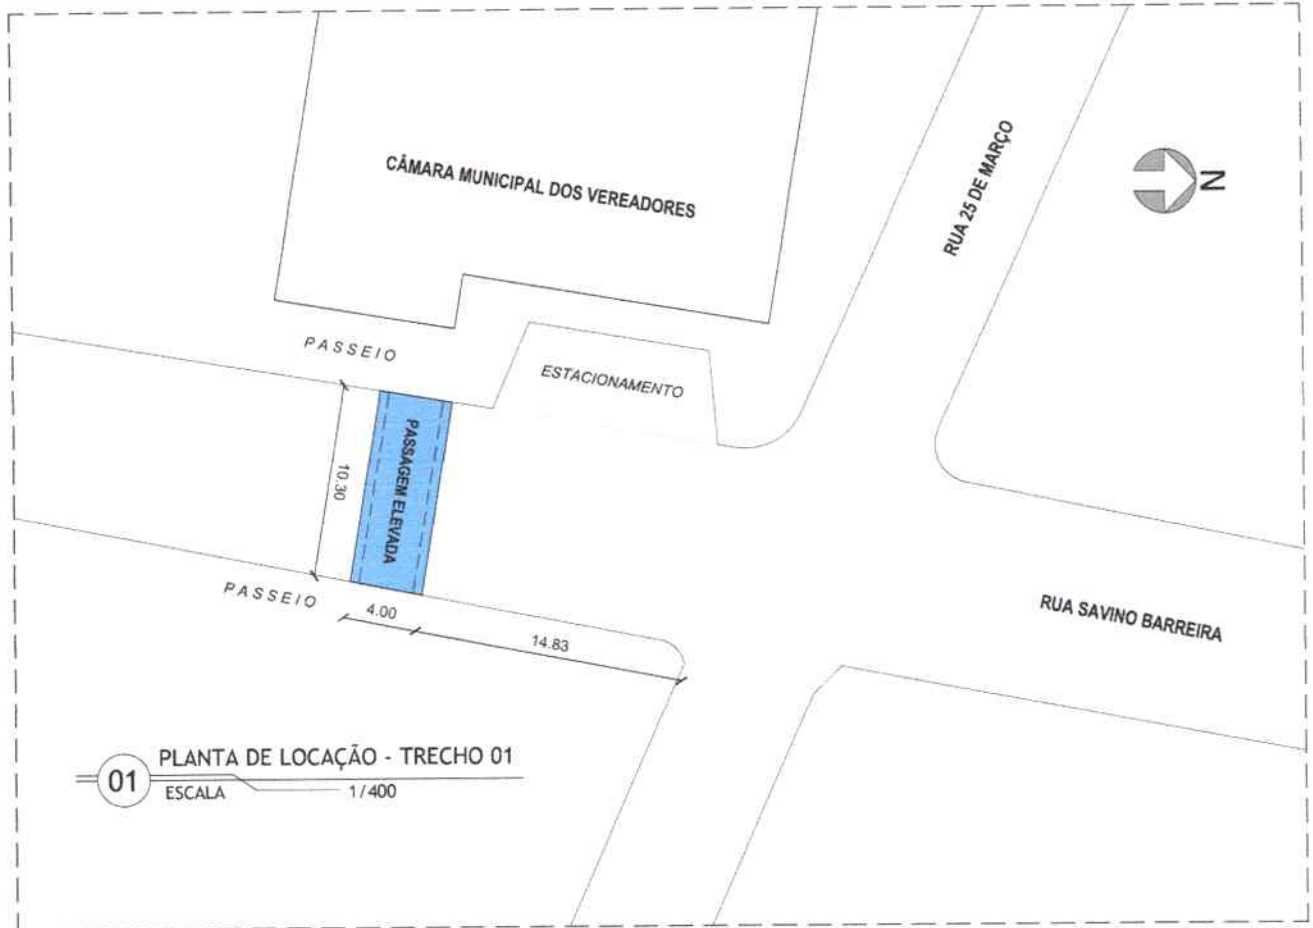 CÂMARA MUNICIPAL DOS VEREADORES
RUA 25 DE MARÇO
N
PASSEIO
ESTACIONAMENTO
PASSAGEM ELEVADA
10.30
PASSEIO
4.00
14.83
RUA SAVINO BARREIRA
01
PLANTA DE LOCAÇÃO - TRECHO 01
ESCALA 1/400